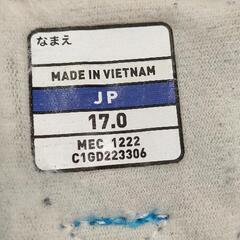 なまえ
MADE IN VIETNAM
JP
17.0
MEC 1222
C1GD223306